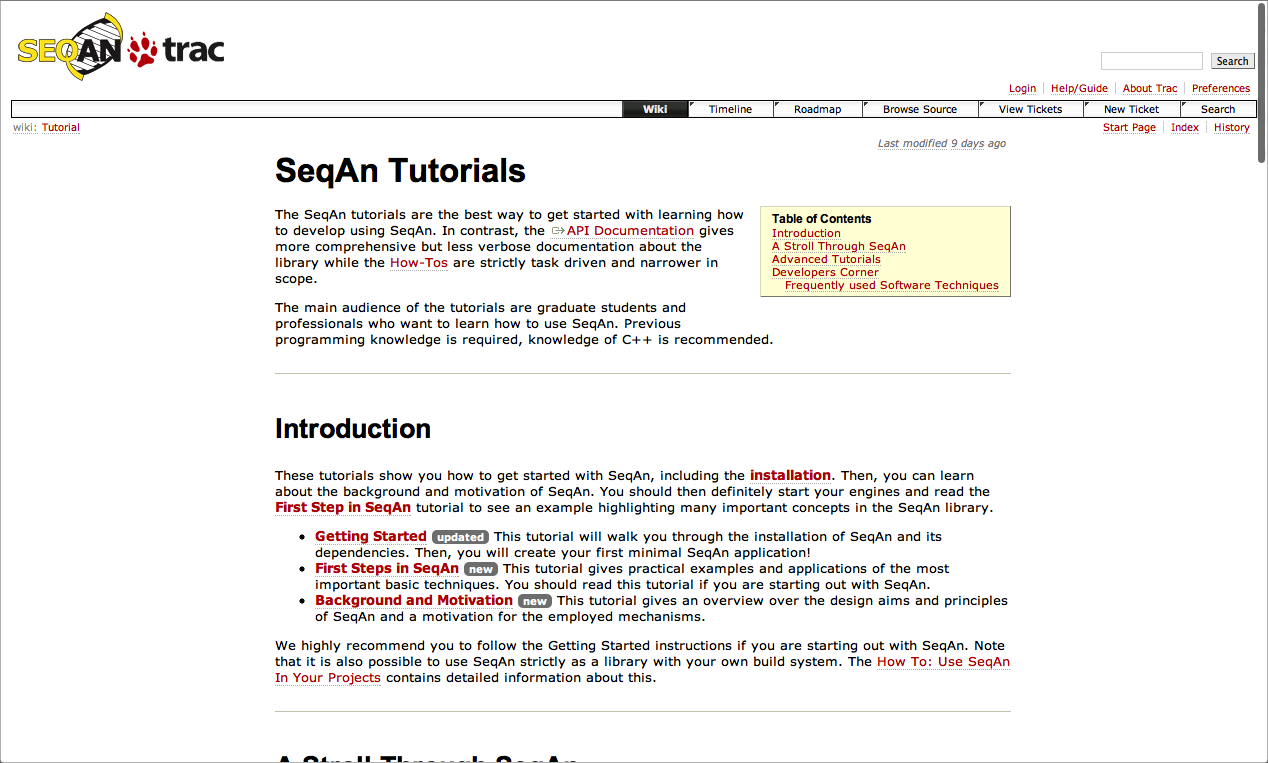 SEQAN trac
Search
Login Help/Guide About Trac Preferences
Wiki Timeline Roadmap Browse Source View Tickets New Ticket Search
wiki: Tutorial
Start Page Index History
Last modified 9 days ago
SeqAn Tutorials
The SeqAn tutorials are the best way to get started with learning how
to develop using SeqAn. In contrast, the API Documentation gives
more comprehensive but less verbose documentation about the
library while the How-Tos are strictly task driven and narrower in
scope.
Table of Contents
Introduction
A Stroll Through SeqAn
Advanced Tutorials
Developers Corner
Frequently used Software Techniques
The main audience of the tutorials are graduate students and
professionals who want to learn how to use SeqAn. Previous
programming knowledge is required, knowledge of C++ is recommended.
Introduction
These tutorials show you how to get started with SeqAn, including the installation. Then, you can learn
about the background and motivation of SeqAn. You should then definitely start your engines and read the
First Step in SeqAn tutorial to see an example highlighting many important concepts in the SeqAn library.
• Getting Started updated This tutorial will walk you through the installation of SeqAn and its
dependencies. Then, you will create your first minimal SeqAn application!
• First Steps in SeqAn new This tutorial gives practical examples and applications of the most
important basic techniques. You should read this tutorial if you are starting out with SeqAn.
• Background and Motivation new This tutorial gives an overview over the design aims and principles
of SeqAn and a motivation for the employed mechanisms.
We highly recommend you to follow the Getting Started instructions if you are starting out with SeqAn. Note
that it is also possible to use SeqAn strictly as a library with your own build system. The How To: Use SeqAn
In Your Projects contains detailed information about this.
A Stroll Through SeqAn